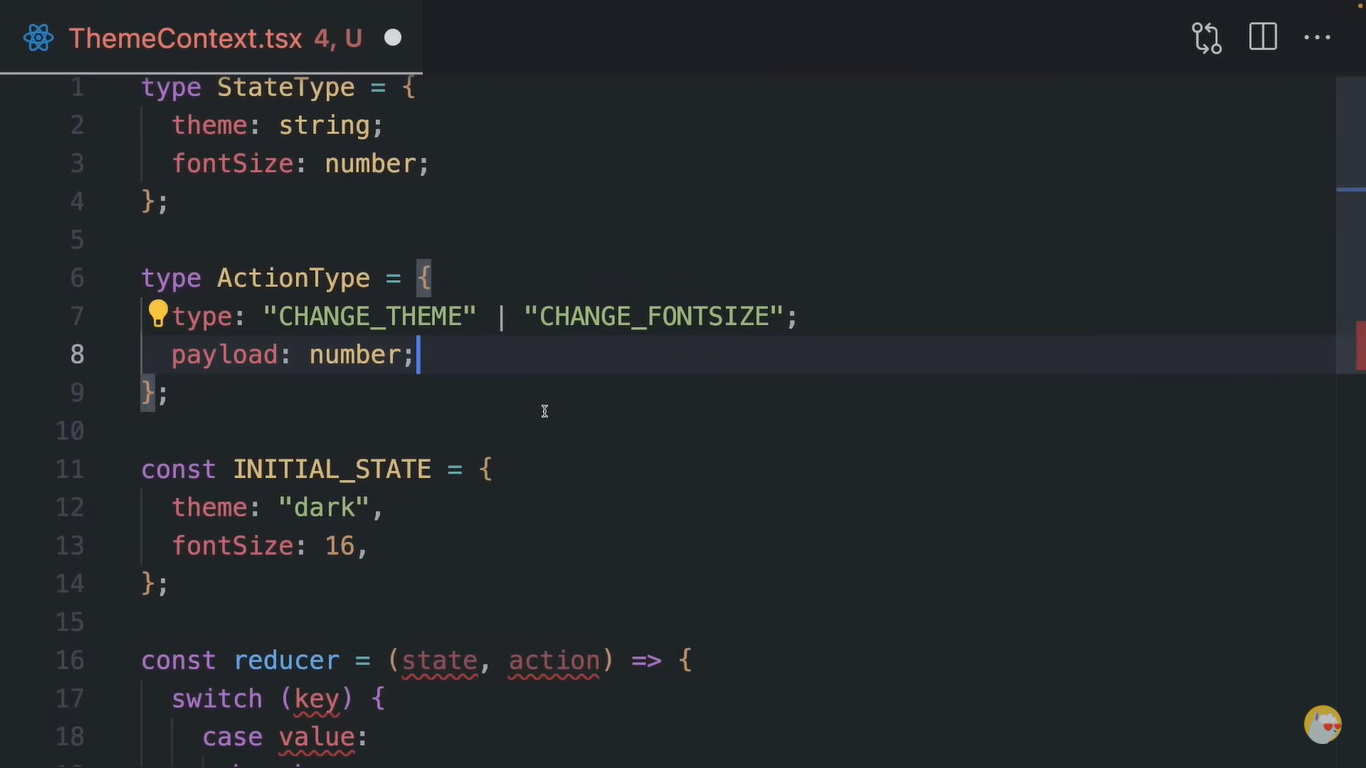 ThemeContext.tsx 4, U
1 type StateType = {
2 theme: string;
3 fontSize: number;
4 };
5
6 type ActionType = {
7 type: "CHANGE_THEME" | "CHANGE_FONTSIZE";
8 payload: number;
9 };
10
11 const INITIAL_STATE = {
12 theme: "dark",
13 fontSize: 16,
14 };
15
16 const reducer = (state, action) => {
17 switch (key) {
18 case value: